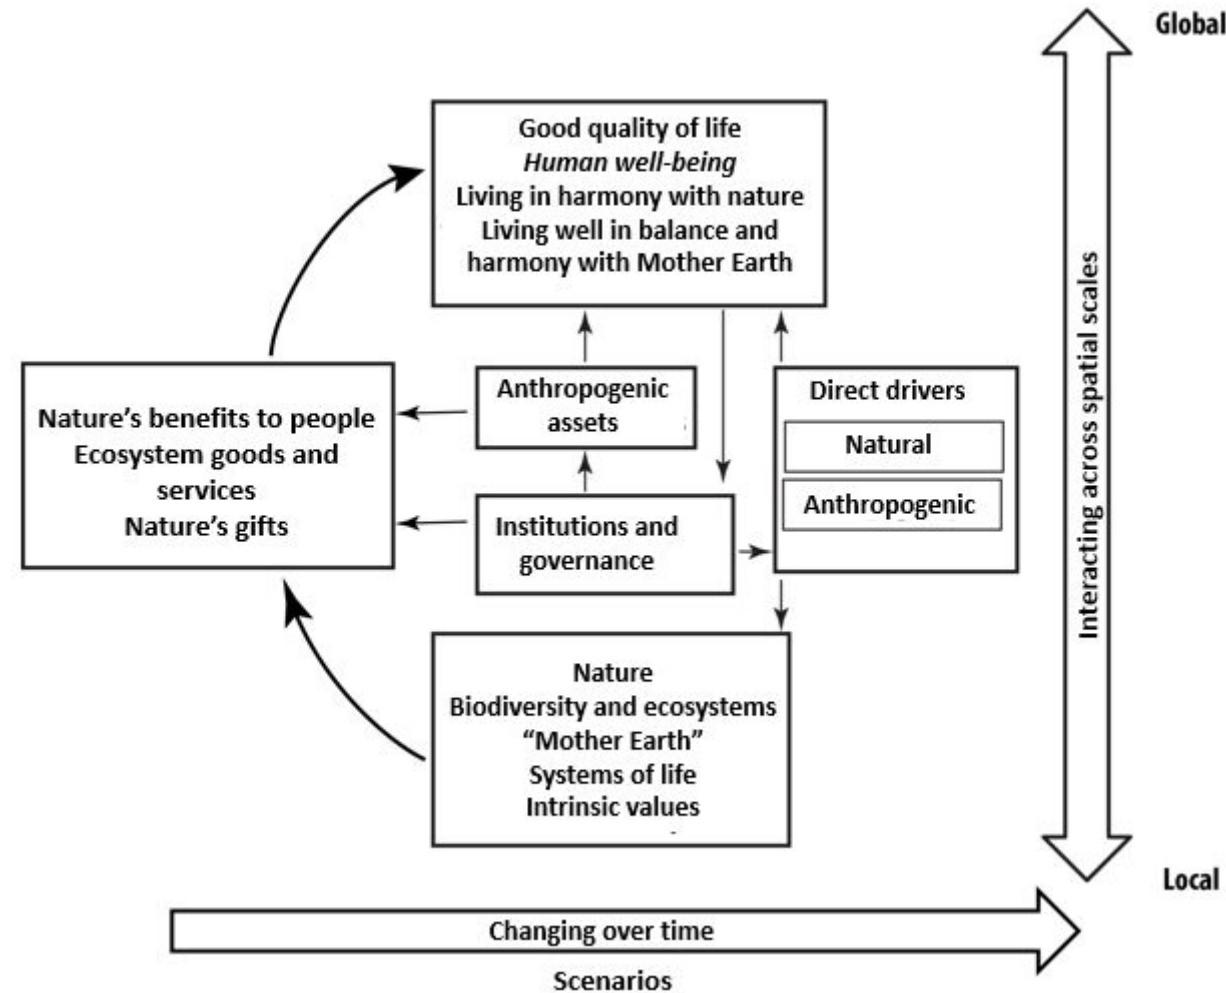 Global
Good quality of life
Human well-being
Living in harmony with nature
Living well in balance and
harmony with Mother Earth
Nature’s benefits to people
Ecosystem goods and
services
Nature’s gifts
Anthropogenic
assets
Institutions and
governance
Direct drivers
Natural
Anthropogenic
Nature
Biodiversity and ecosystems
“Mother Earth”
Systems of life
Intrinsic values
Interacting across spatial scales
Local
Changing over time
Scenarios